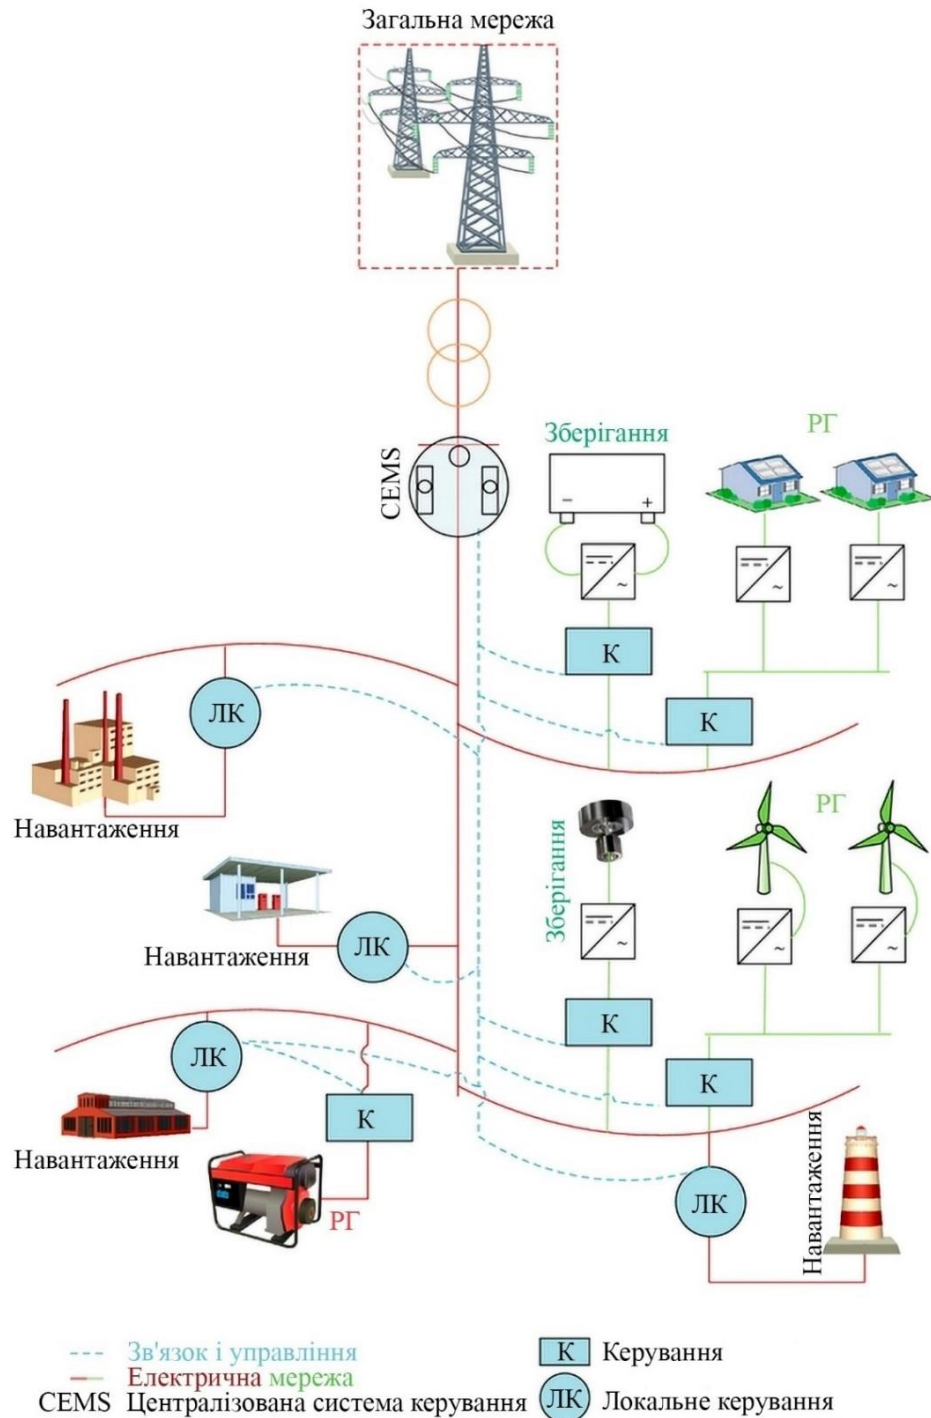 Загальна мережа
CEMS
Зберігання
РГ
− +
~
~
~
К
К
ЛК
Навантаження
Зберігання
РГ
~
~
~
Навантаження
ЛК
К
К
ЛК
К
Навантаження
РГ
ЛК
Навантаження
Зв'язок і управління
Електрична мережа
CEMS Централізована система керування
К Керування
ЛК Локальне керування